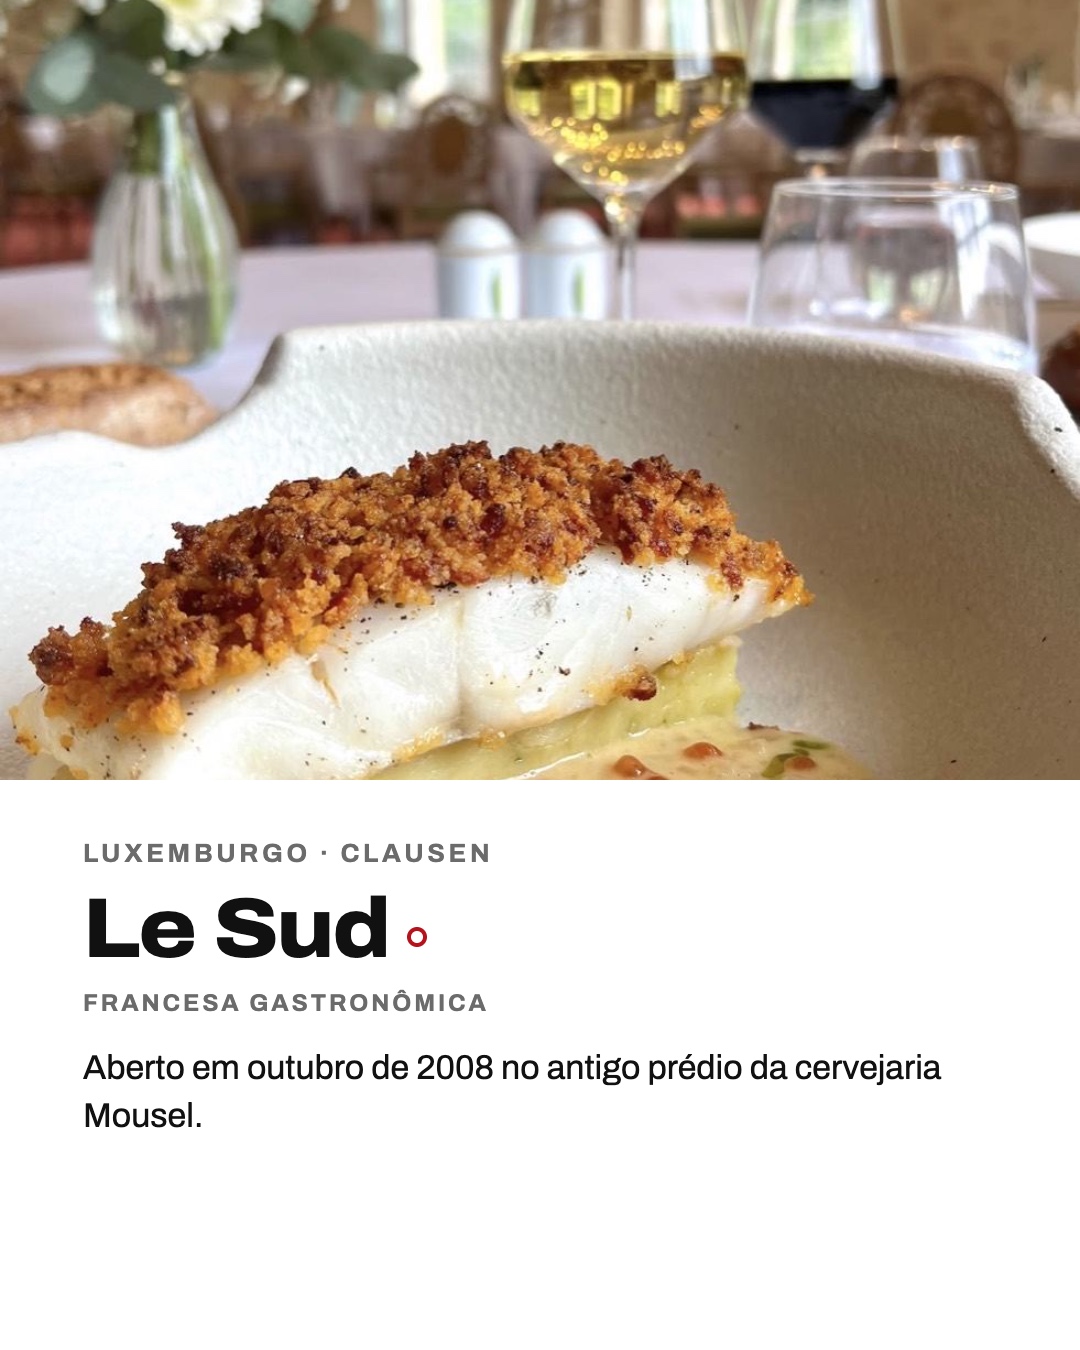 LUXEMBURGO · CLAUSEN
Le Sud
FRANCESA GASTRONÔMICA
Aberto em outubro de 2008 no antigo prédio da cervejaria
Mousel.